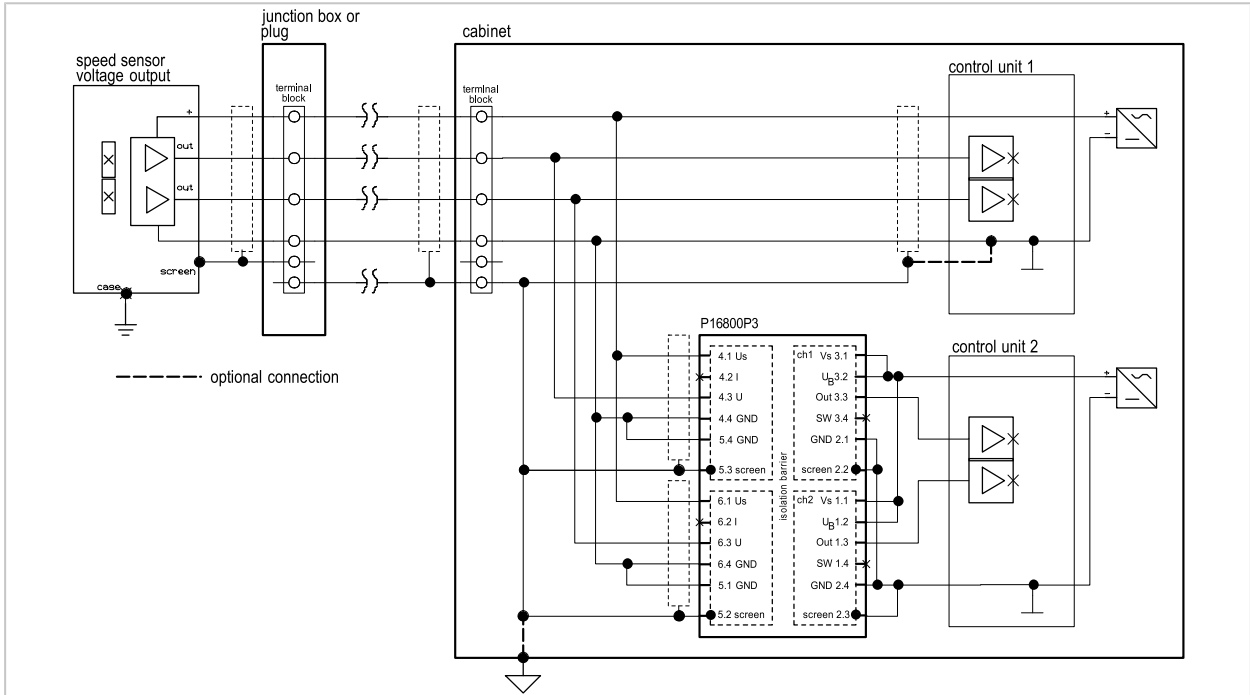 junction box or
plug
cabinet
speed sensor
voltage output
control unit 1
terminal
block
terminal
block
+
out
out
screen
case
+
-
optional connection
P16800P3
control unit 2
4.1 Us
4.2 I
4.3 U
4.4 GND
5.4 GND
5.3 screen
6.1 Us
6.2 I
6.3 U
6.4 GND
5.1 GND
5.2 screen
isolation barrier
ch1 Vs 3.1
UB3.2
Out 3.3
SW 3.4
GND 2.1
screen 2.2
ch2 Vs 1.1
UB1.2
Out 1.3
SW 1.4
GND 2.4
screen 2.3
+
-